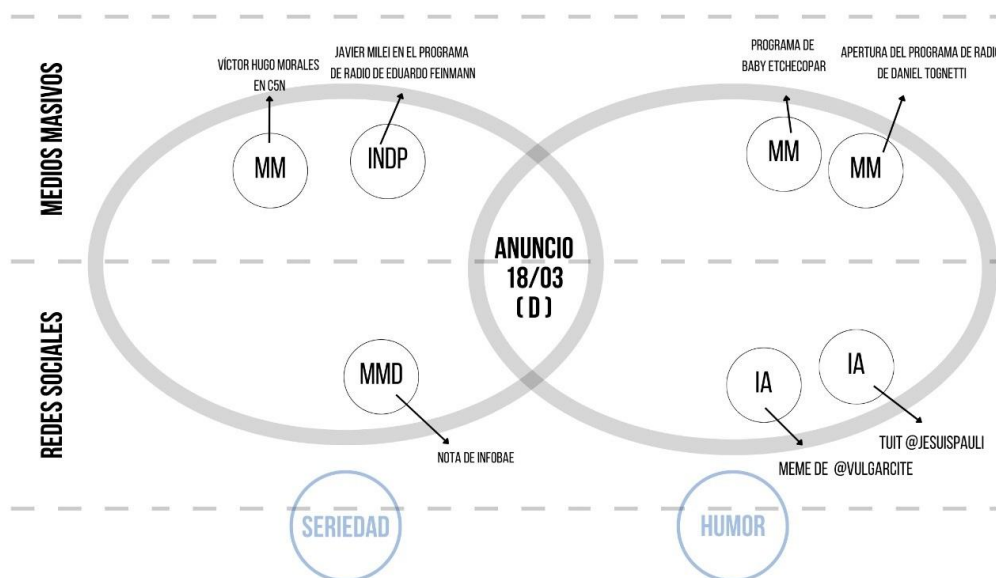 MEDIOS MASIVOS
VÍCTOR HUGO MORALES
EN C5N
JAVIER MILEI EN EL PROGRAMA
DE RADIO DE EDUARDO FEINMANN
PROGRAMA DE
BABY ETCHECOPAR
APERTURA DEL PROGRAMA DE RADIO
DE DANIEL TOGNETTI
MM
INDP
MM
MM
ANUNCIO
18/03
(D)
REDES SOCIALES
MMD
IA
IA
NOTA DE INFOBAE
MEME DE @VULGARCITE
TUIT @JESUISPAULI
SERIEDAD
HUMOR